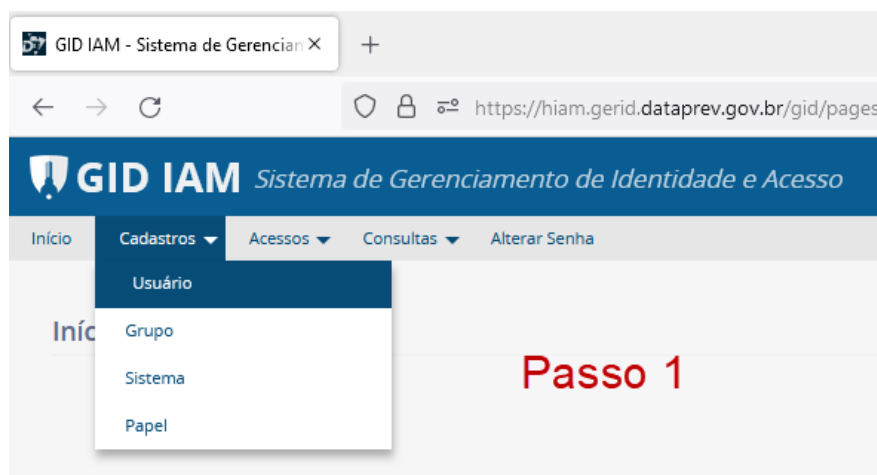 GID IAM - Sistema de Gerencian
https://hiam.gerid.dataprev.gov.br/gid/pages
GID IAM Sistema de Gerenciamento de Identidade e Acesso
Início Cadastros Acessos Consultas Alterar Senha
Usuário
Iníc
Grupo
Passo 1
Sistema
Papel